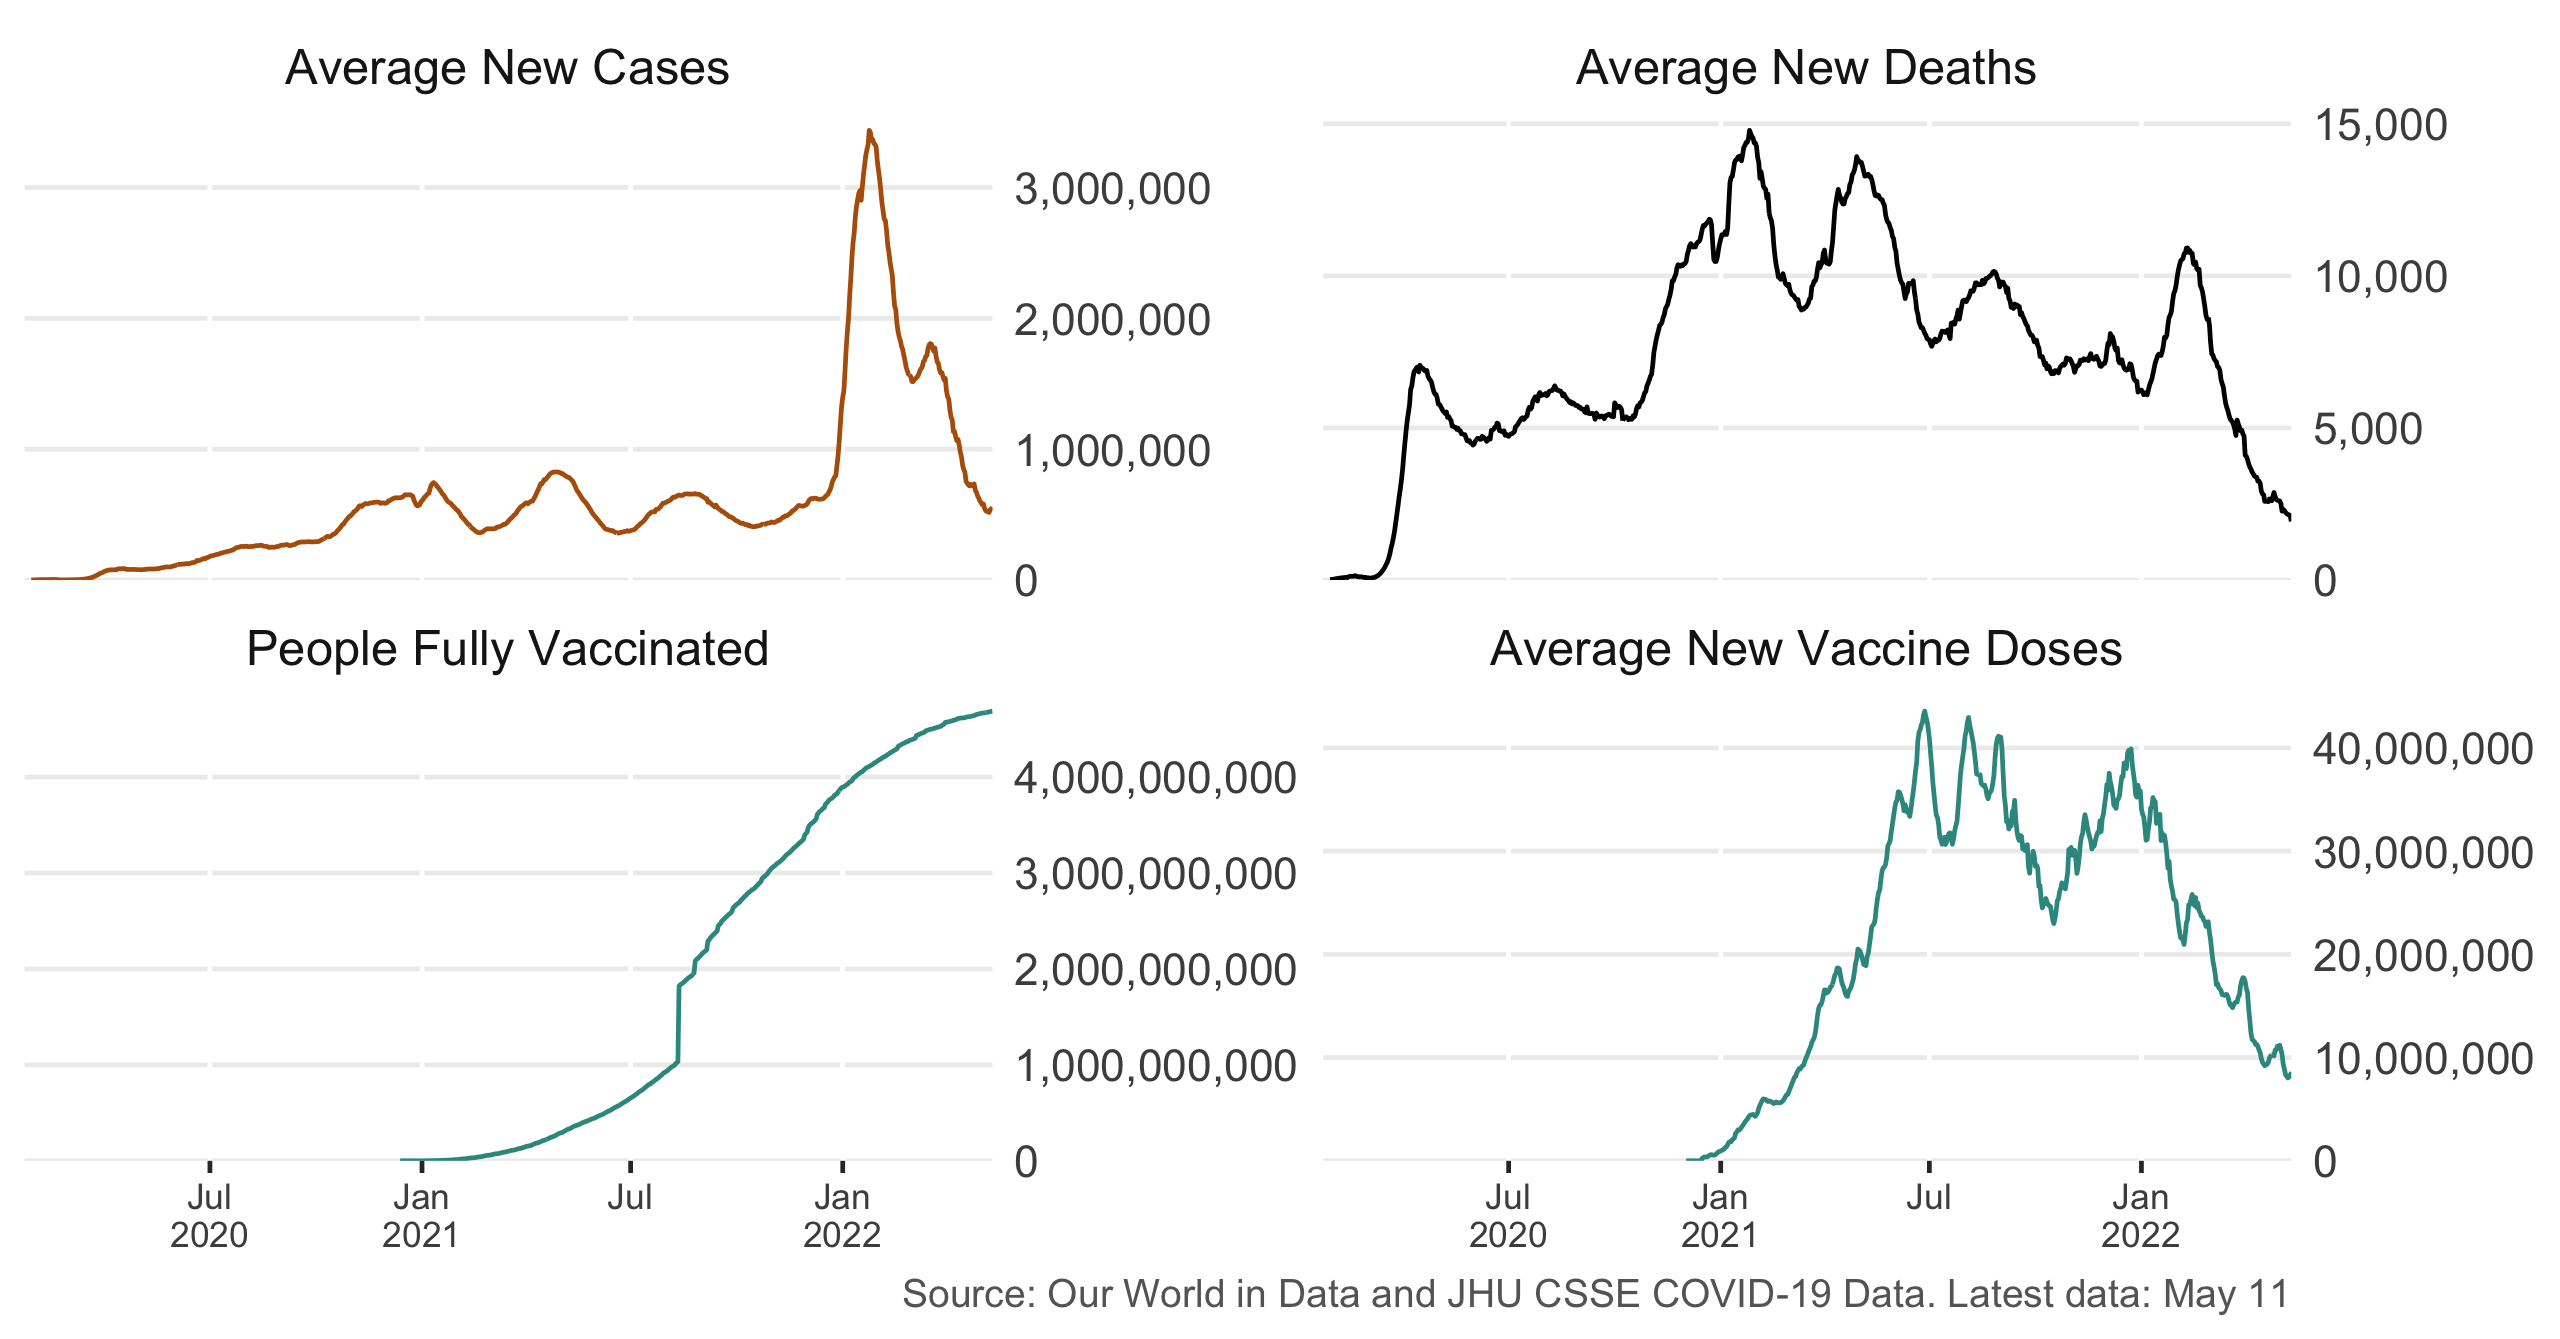 Average New Cases
3,000,000
2,000,000
1,000,000
0
Average New Deaths
15,000
10,000
5,000
0
People Fully Vaccinated
4,000,000,000
3,000,000,000
2,000,000,000
1,000,000,000
0
Jul Jan Jul Jan
2020 2021 2022
Average New Vaccine Doses
40,000,000
30,000,000
20,000,000
10,000,000
0
Jul Jan Jul Jan
2020 2021 2022
Source: Our World in Data and JHU CSSE COVID-19 Data. Latest data: May 11